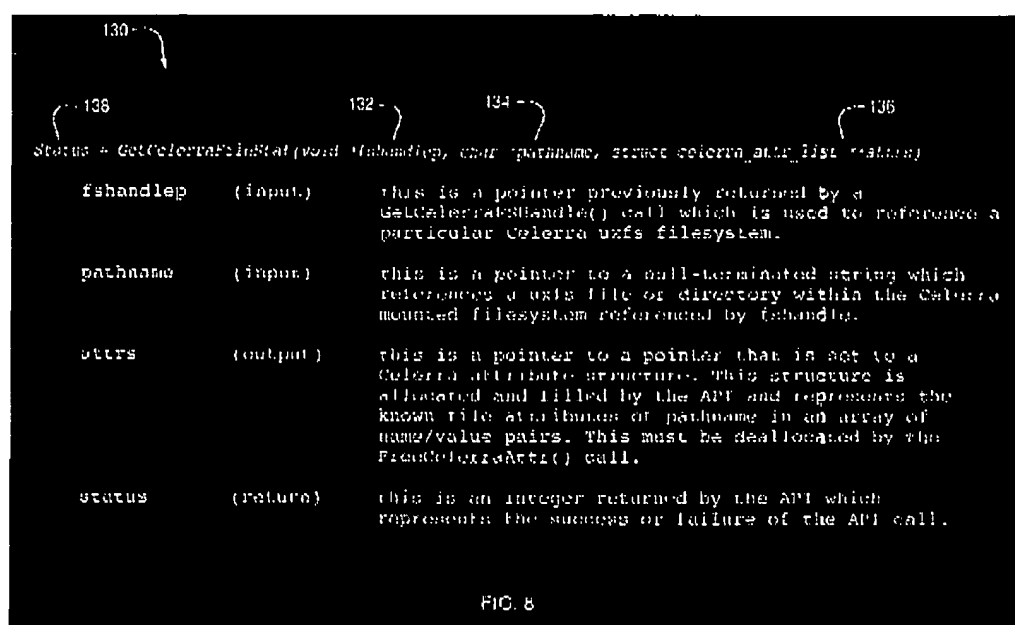 130
138 132 134 136
Status = GetCelerraFileStat(void *fshandlep, char *pathname, struct celerra_attr_list **attrs)
fshandlep (input) this is a pointer previously returned by a
GetCelerraFSHandle() call which is used to reference a
particular Celerra uxfs filesystem.
pathname (input) this is a pointer to a null-terminated string which
references a uxfs file or directory within the Celerra
mounted filesystem referenced by fshandle.
attrs (output) this is a pointer to a pointer that is set to a
Celerra attribute structure. This structure is
allocated and filled by the API and represents the
known file attributes of pathname in an array of
name/value pairs. This must be deallocated by the
FreeCelerraAttr() call.
status (return) this is an integer returned by the API which
represents the success or failure of the API call.
FIG. 8